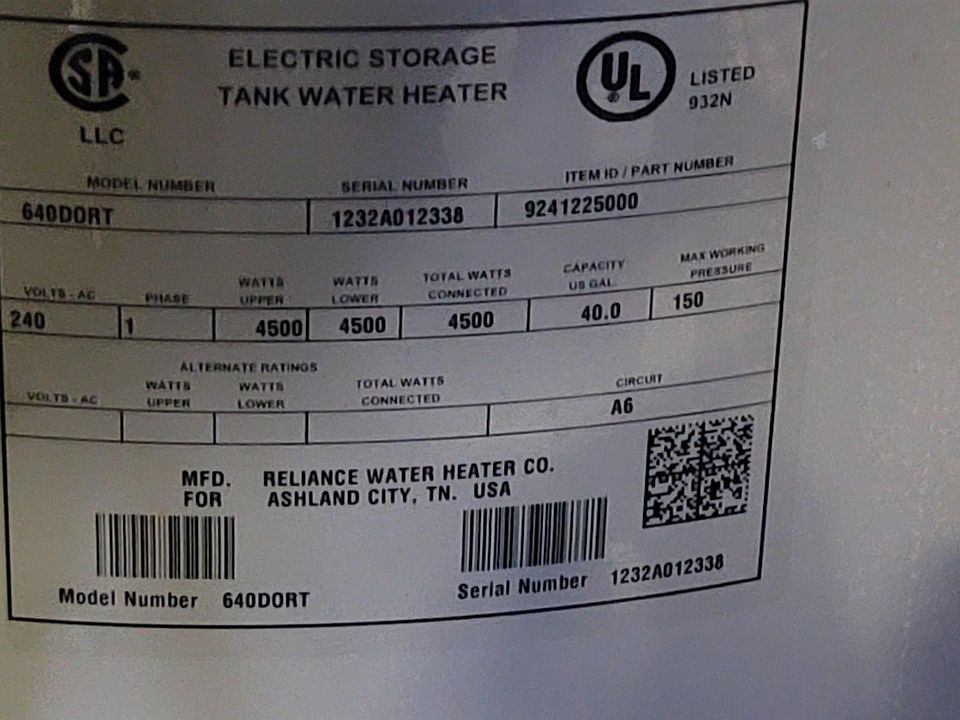 SA
®
LLC
ELECTRIC STORAGE
TANK WATER HEATER
UL
®
LISTED
932N
MODEL NUMBER SERIAL NUMBER ITEM ID / PART NUMBER
640DORT 1232A012338 9241225000
VOLTS - AC PHASE WATTS UPPER WATTS LOWER TOTAL WATTS CONNECTED CAPACITY US GAL. MAX WORKING PRESSURE
240 1 4500 4500 4500 40.0 150
ALTERNATE RATINGS
VOLTS - AC WATTS UPPER WATTS LOWER TOTAL WATTS CONNECTED CIRCUIT
A6
MFD. RELIANCE WATER HEATER CO.
FOR ASHLAND CITY, TN. USA
Model Number 640DORT Serial Number 1232A012338